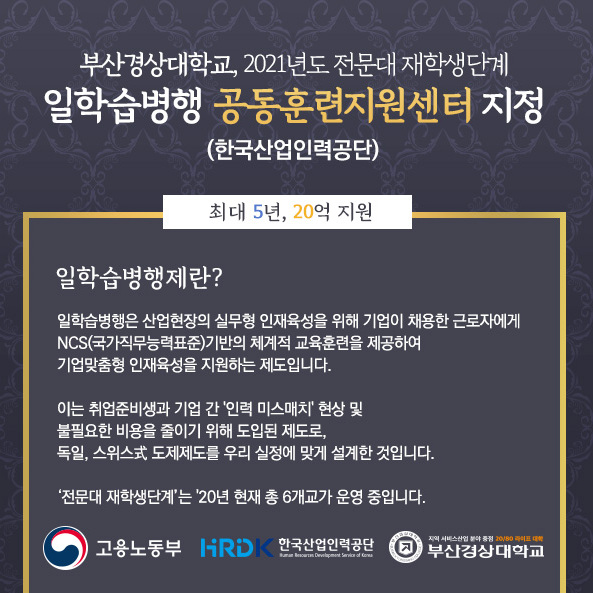 부산경상대학교, 2021년도 전문대 재학생단계
일학습병행 공동훈련지원센터 지정
(한국산업인력공단)
최대 5년, 20억 지원
일학습병행제란?
일학습병행은 산업현장의 실무형 인재육성을 위해 기업이 채용한 근로자에게
NCS(국가직무능력표준)기반의 체계적 교육훈련을 제공하여
기업맞춤형 인재육성을 지원하는 제도입니다.
이는 취업준비생과 기업 간 '인력 미스매치' 현상 및
불필요한 비용을 줄이기 위해 도입된 제도로,
독일, 스위스式 도제제도를 우리 실정에 맞게 설계한 것입니다.
‘전문대 재학생단계’는 '20년 현재 총 6개교가 운영 중입니다.
고용노동부
HRDK 한국산업인력공단
Human Resources Development Service of Korea
지역 서비스산업 분야 중점 20/80 라이프 대학
부산경상대학교